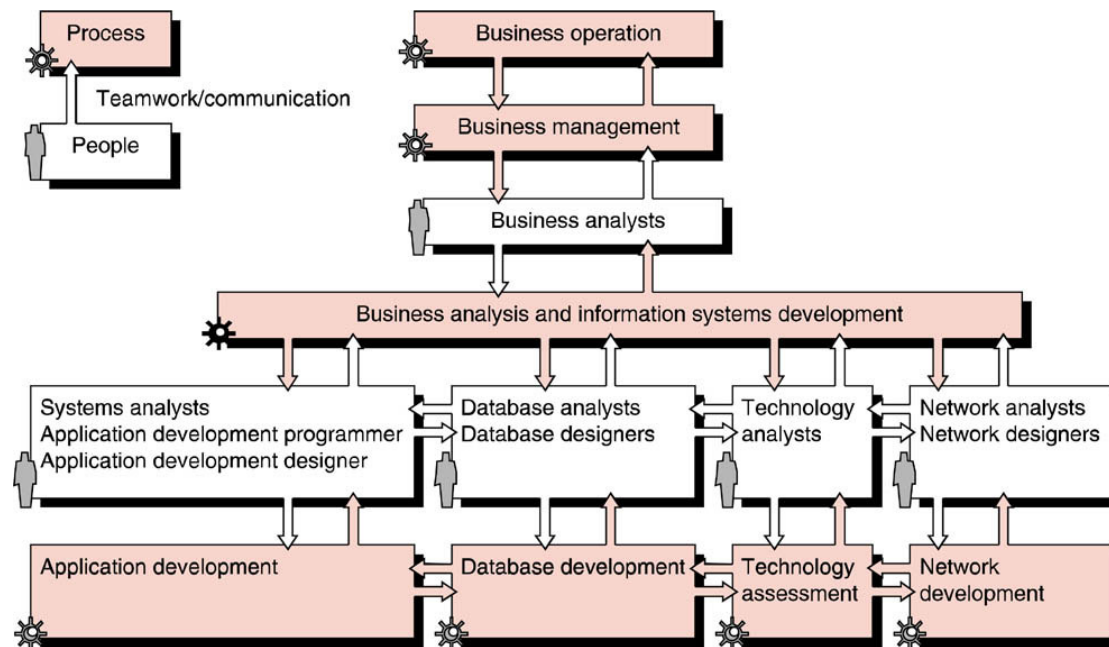 Process
Teamwork/communication
People
Business operation
Business management
Business analysts
Business analysis and information systems development
Systems analysts
Application development programmer
Application development designer
Database analysts
Database designers
Technology
analysts
Network analysts
Network designers
Application development
Database development
Technology
assessment
Network
development